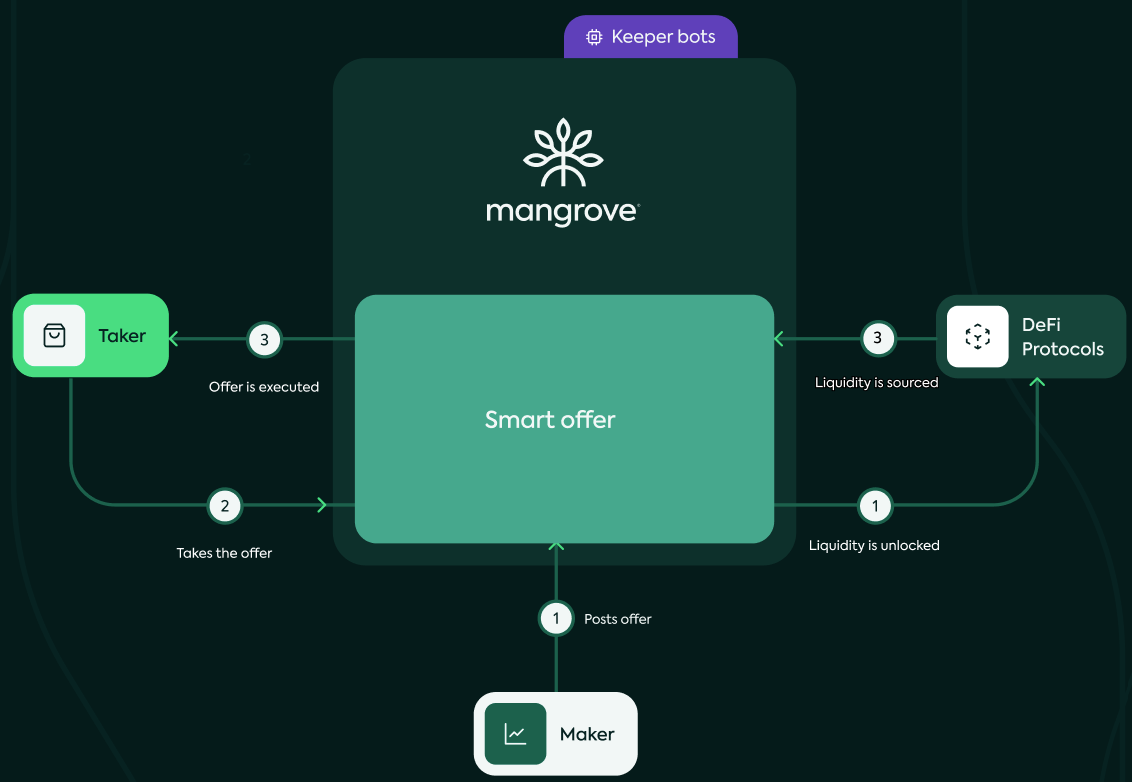 Keeper bots
mangrove
Taker
3
Offer is executed
Smart offer
3
Liquidity is sourced
DeFi
Protocols
2
Takes the offer
1
Liquidity is unlocked
1
Posts offer
Maker